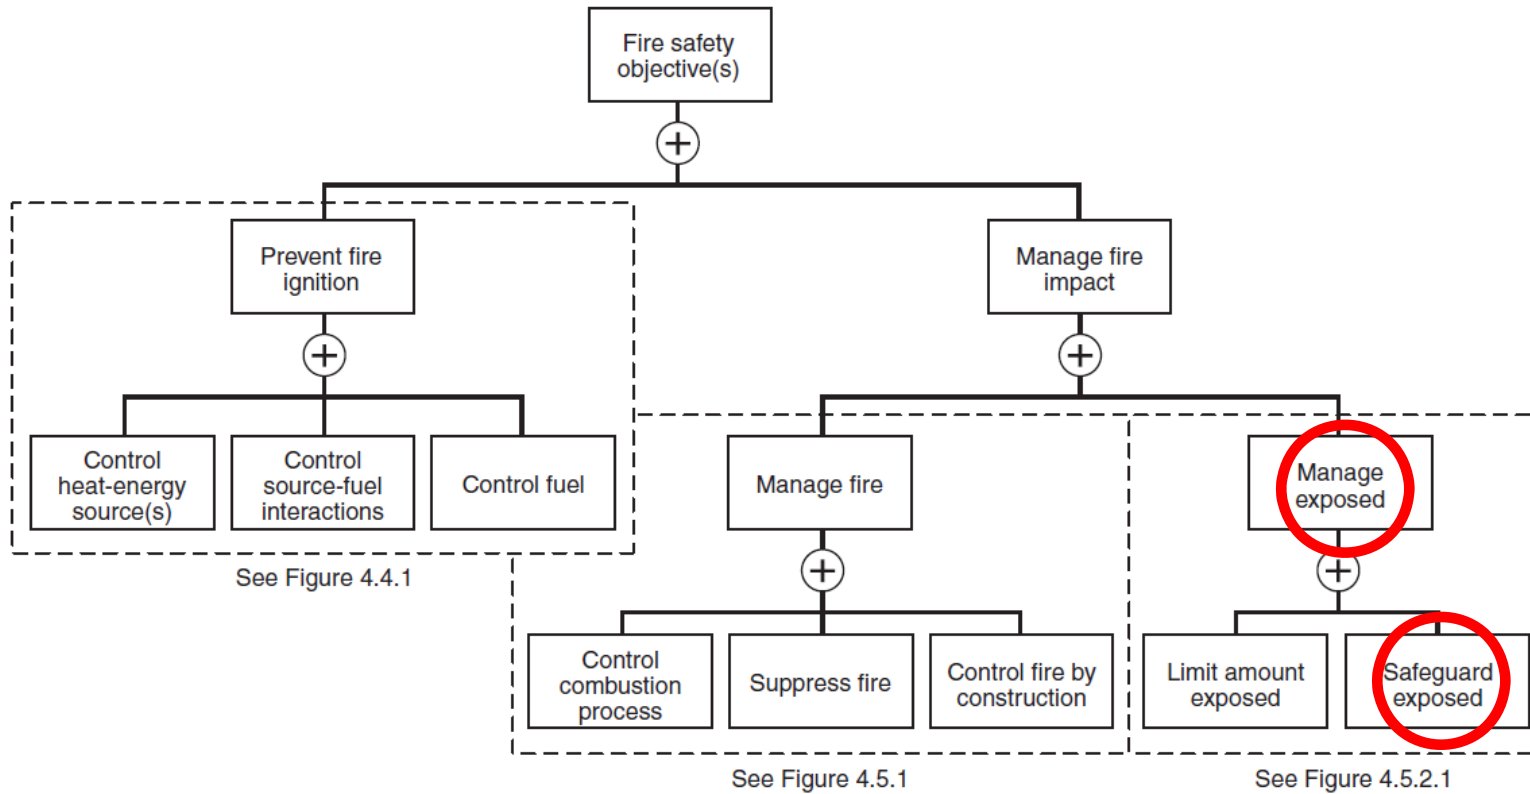 Fire safety
objective(s)
+
Prevent fire
ignition
Manage fire
impact
+
+
Control
heat-energy
source(s)
Control
source-fuel
interactions
Control fuel
Manage fire
Manage
exposed
See Figure 4.4.1
+
+
Control
combustion
process
Suppress fire
Control fire by
construction
Limit amount
exposed
Safeguard
exposed
See Figure 4.5.1
See Figure 4.5.2.1